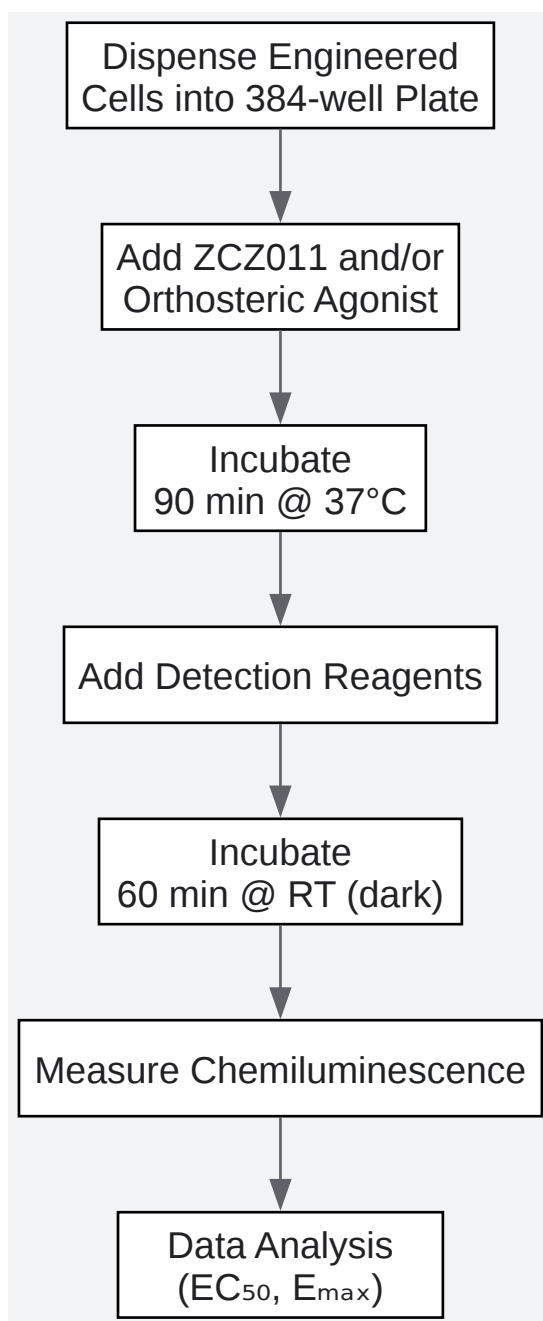 Dispense Engineered
Cells into 384-well Plate
Add ZCZ011 and/or
Orthosteric Agonist
Incubate
90 min @ 37°C
Add Detection Reagents
Incubate
60 min @ RT (dark)
Measure Chemiluminescence
Data Analysis
(EC₅₀, Eₘₐₓ)